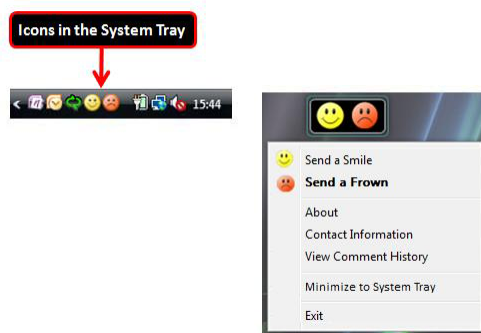 Icons in the System Tray
15:44
Send a Smile
Send a Frown
About
Contact Information
View Comment History
Minimize to System Tray
Exit